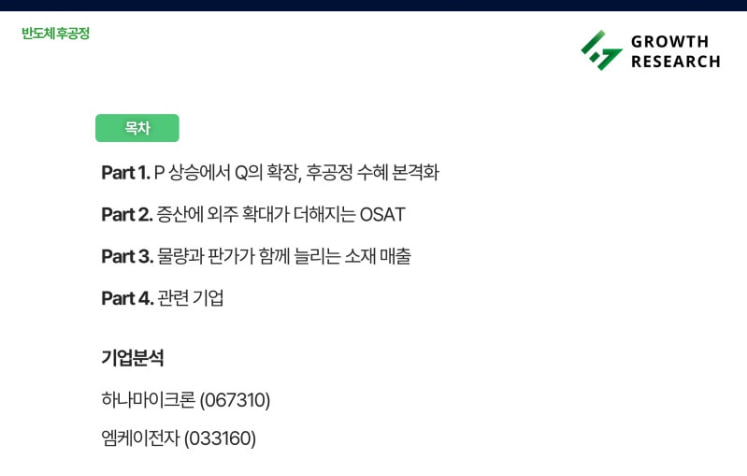 반도체 후공정
GROWTH
RESEARCH
목차
Part 1. P 상승에서 Q의 확장, 후공정 수혜 본격화
Part 2. 증산에 외주 확대가 더해지는 OSAT
Part 3. 물량과 판가가 함께 늘리는 소재 매출
Part 4. 관련 기업
기업분석
하나마이크론 (067310)
엠케이전자 (033160)